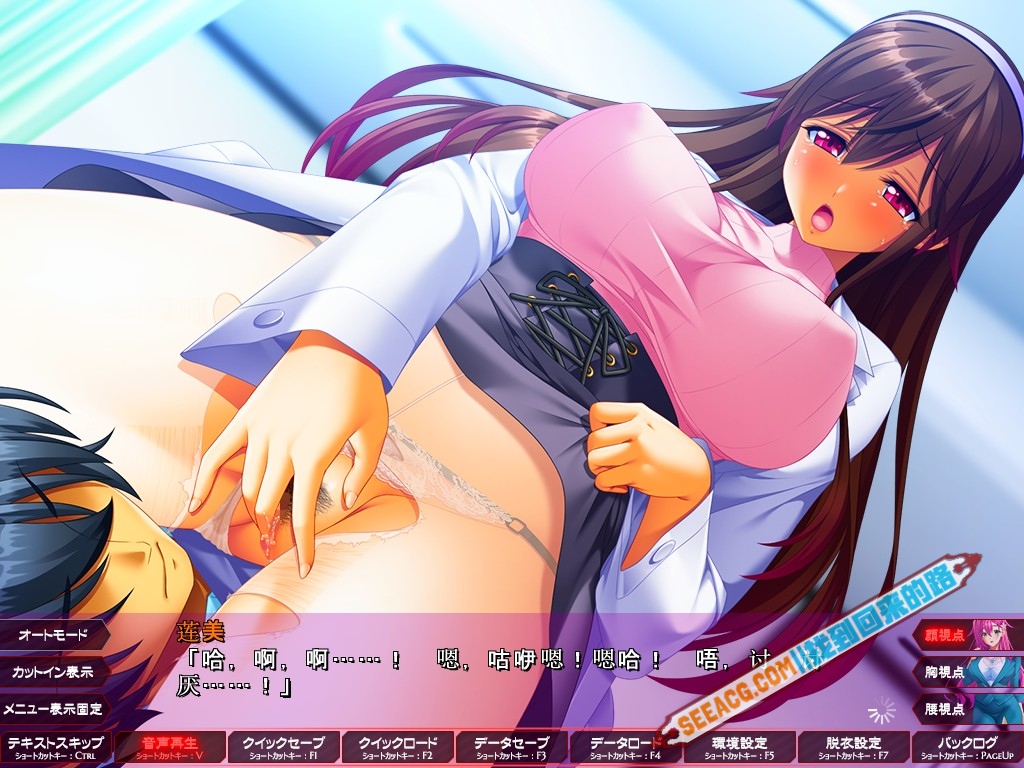 莲美
「哈，啊，啊……！　嗯，咕咿嗯！嗯哈！　唔，讨
厌……！」
オートモード
カットイン表示
メニュー表示固定
顔視点
胸視点
腰視点
SEEACG.COM||找到回来的路
テキストスキップ
ショートカットキー：CTRL
音声再生
ショートカットキー：V
クイックセーブ
ショートカットキー：F1
クイックロード
ショートカットキー：F2
データセーブ
ショートカットキー：F3
データロード
ショートカットキー：F4
環境設定
ショートカットキー：F5
脱衣設定
ショートカットキー：F7
バックログ
ショートカットキー：PAGEUP